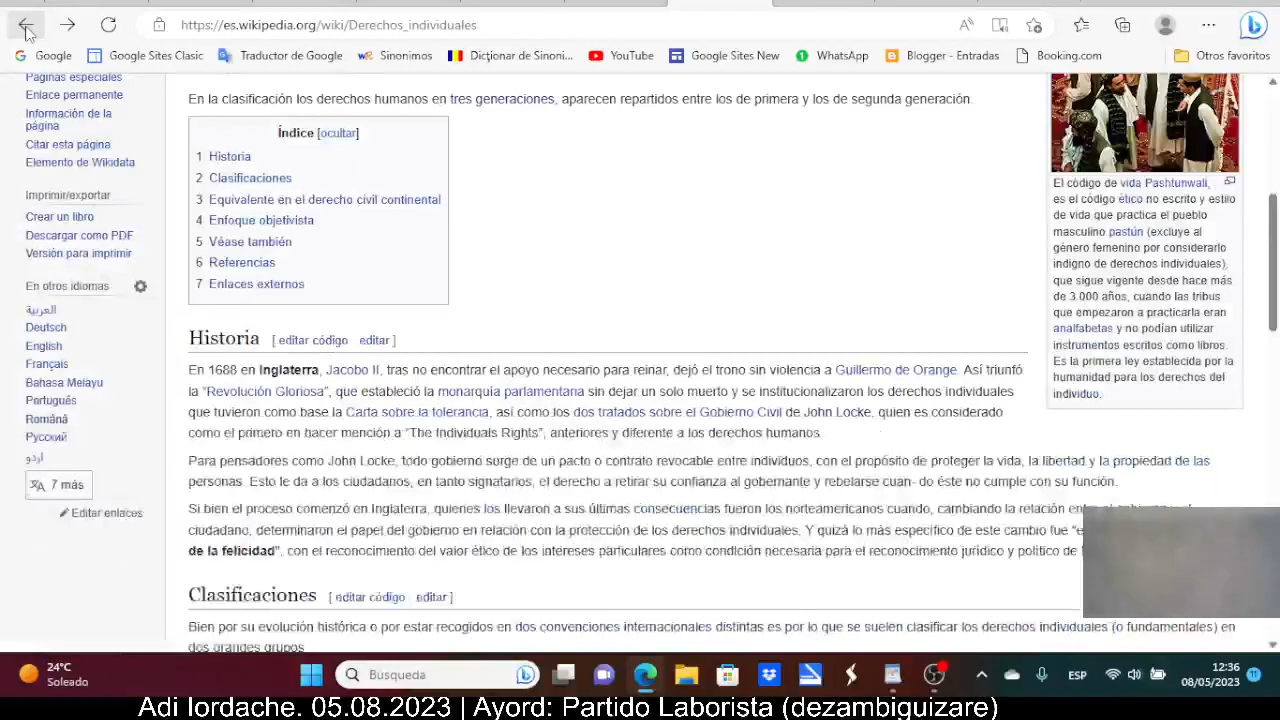 https://es.wikipedia.org/wiki/Derechos_individuales
Google
Google Sites Clasic
Traductor de Google
Sinonimos
Dicționar de Sinoni...
YouTube
Google Sites New
WhatsApp
Blogger - Entradas
Booking.com
Otros favoritos
Páginas especiales
Enlace permanente
Información de la
página
Citar esta página
Elemento de Wikidata
Imprimir/exportar
Crear un libro
Descargar como PDF
Versión para imprimir
En otros idiomas
العربية
Deutsch
English
Français
Bahasa Melayu
Português
Română
Русский
اردو
7 más
Editar enlaces
En la clasificación los derechos humanos en tres generaciones, aparecen repartidos entre los de primera y los de segunda generación.
Índice [ocultar]
1 Historia
2 Clasificaciones
3 Equivalente en el derecho civil continental
4 Enfoque objetivista
5 Véase también
6 Referencias
7 Enlaces externos
El código de vida Pashtunwali,
es el código ético no escrito y estilo
de vida que practica el pueblo
masculino pastún (excluye al
género femenino por considerarlo
indigno de derechos individuales),
que sigue vigente desde hace más
de 3.000 años, cuando las tribus
que empezaron a practicarla eran
analfabetas y no podían utilizar
instrumentos escritos como libros.
Es la primera ley establecida por la
humanidad para los derechos del
individuo.
Historia [ editar código editar ]
En 1688 en Inglaterra, Jacobo II, tras no encontrar el apoyo necesario para reinar, dejó el trono sin violencia a Guillermo de Orange. Así triunfó
la “Revolución Gloriosa”, que estableció la monarquía parlamentaria sin dejar un solo muerto y se institucionalizaron los derechos individuales
que tuvieron como base la Carta sobre la tolerancia, así como los dos tratados sobre el Gobierno Civil de John Locke, quien es considerado
como el primero en hacer mención a “The Individuals Rights”, anteriores y diferente a los derechos humanos.
Para pensadores como John Locke, todo gobierno surge de un pacto o contrato revocable entre individuos, con el propósito de proteger la vida, la libertad y la propiedad de las
personas. Esto le da a los ciudadanos, en tanto signatarios, el derecho a retirar su confianza al gobernante y rebelarse cuan- do éste no cumple con su función.
Si bien el proceso comenzó en Inglaterra, quienes los llevaron a sus últimas consecuencias fueron los norteamericanos cuando, cambiando la relación entre
ciudadano, determinaron el papel del gobierno en relación con la protección de los derechos individuales. Y quizá lo más específico de este cambio fue
de la felicidad”, con el reconocimiento del valor ético de los intereses particulares como condición necesaria para el reconocimiento jurídico y político de
Clasificaciones [ editar código editar ]
Bien por su evolución histórica o por estar recogidos en dos convenciones internacionales distintas es por lo que se suelen clasificar los derechos individuales (o fundamentales) en
dos grandes grupos
24°C
Soleado
Búsqueda
ESP
12:36
08/05/2023
11
Adi Iordache. 05.08.2023 | Ayord: Partido Laborista (dezambiguizare)